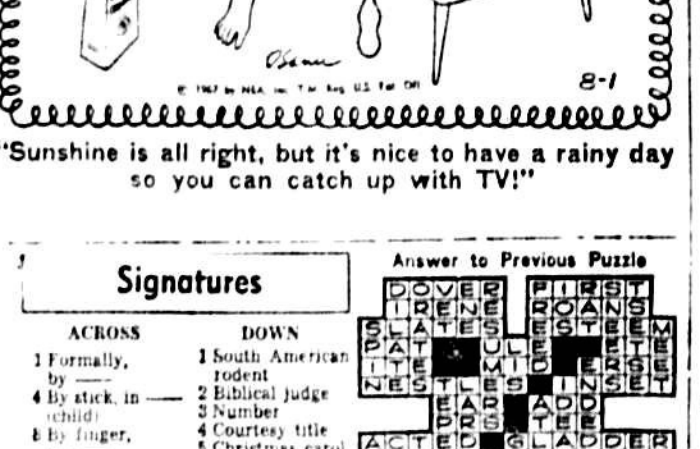 © 1967 by NEA, Inc. T.M. Reg. U.S. Pat. Off.
8-1
"Sunshine is all right, but it's nice to have a rainy day
so you can catch up with TV!"
Signatures
ACROSS
1 Formally,
by ——
4 By stick, in ——
(child)
8 By finger,
DOWN
1 South American
rodent
2 Biblical judge
3 Number
4 Courtesy title
5 Christmas carol
Answer to Previous Puzzle
DOVER FIRST
IRENE ROANS
SLATES ESTEEM
PAT ULE ETE
ITE MID ERSE
NESTLES INSET
EAR ADD
PRS TEE
ACTED GLADDER